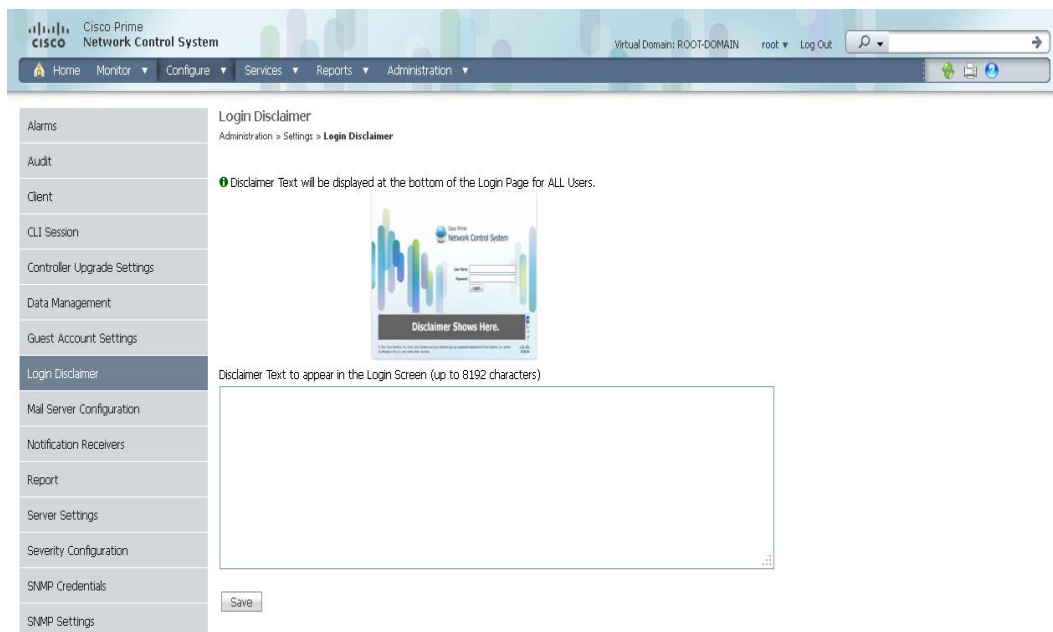 Cisco Prime
CISCO Network Control System
Virtual Domain: ROOT-DOMAIN root Log Out
Home Monitor Configure Services Reports Administration
Alarms
Audit
Client
CLI Session
Controller Upgrade Settings
Data Management
Guest Account Settings
Login Disclaimer
Mail Server Configuration
Notification Receivers
Report
Server Settings
Severity Configuration
SNMP Credentials
SNMP Settings
Login Disclaimer
Administration > Settings > Login Disclaimer
Disclaimer Text will be displayed at the bottom of the Login Page for ALL Users.
Cisco Prime
Network Control System
User Name
Password
Login
Disclaimer Shows Here.
Disclaimer Text to appear in the Login Screen (up to 8192 characters)
Save